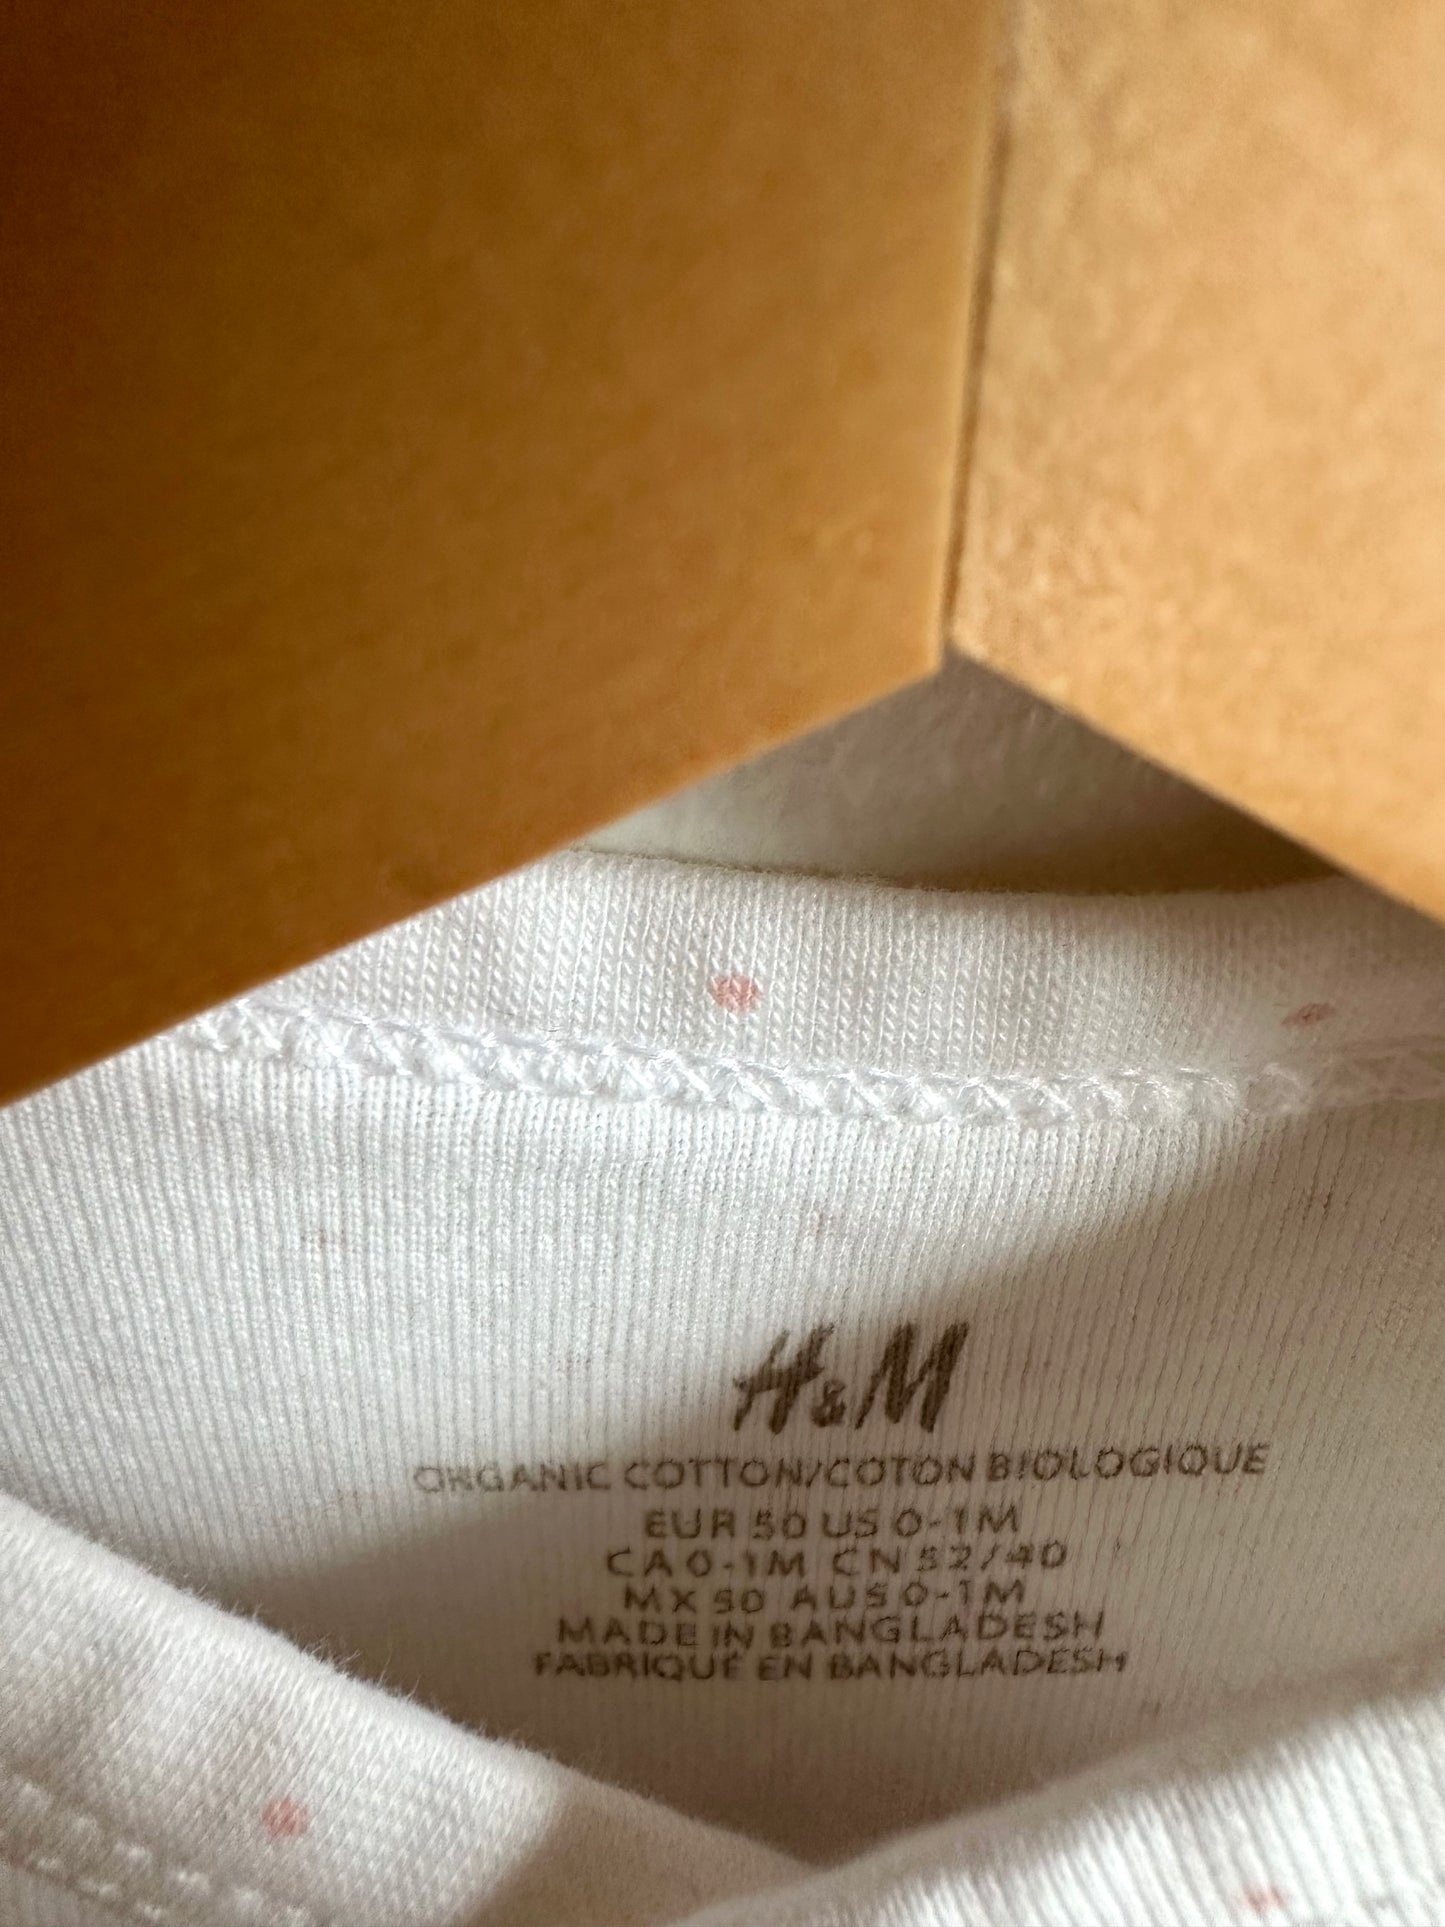 H&M
ORGANIC COTTON/COTON BIOLOGIQUE
EUR 50 US 0-1M
CA 0-1M CN 52/40
MX 50 AUS 0-1M
MADE IN BANGLADESH
FABRIQUÉ EN BANGLADESH